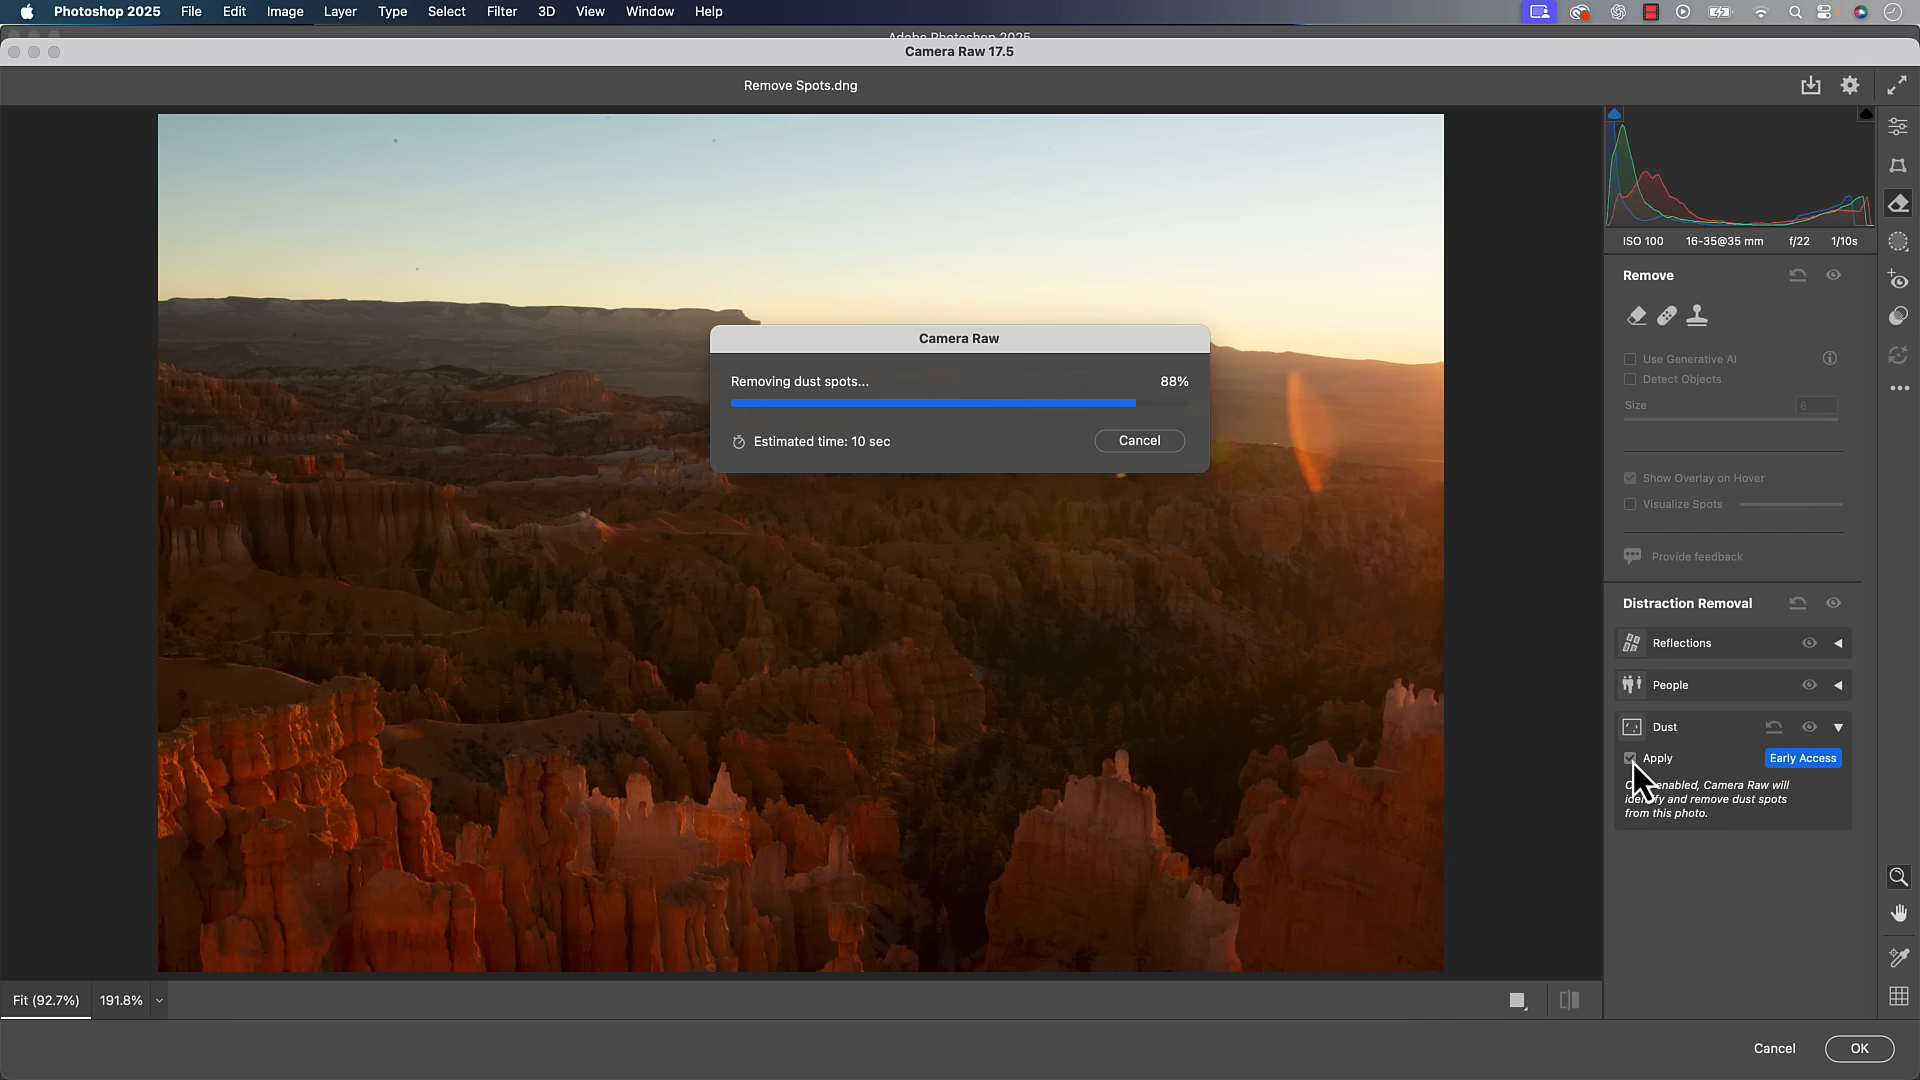 Photoshop 2025 File Edit Image Layer Type Select Filter 3D View Window Help
Adobe Photoshop 2025
Camera Raw 17.5
Remove Spots.dng
ISO 100 16-35@35 mm f/22 1/10s
Remove
Use Generative AI
Detect Objects
Size 6
Show Overlay on Hover
Visualize Spots
Provide feedback
Camera Raw
Removing dust spots... 88%
Estimated time: 10 sec Cancel
Distraction Removal
Reflections
People
Dust
Apply Early Access
enabled, Camera Raw will
and remove dust spots
from this photo.
Fit (92.7%) 191.8%
Cancel OK